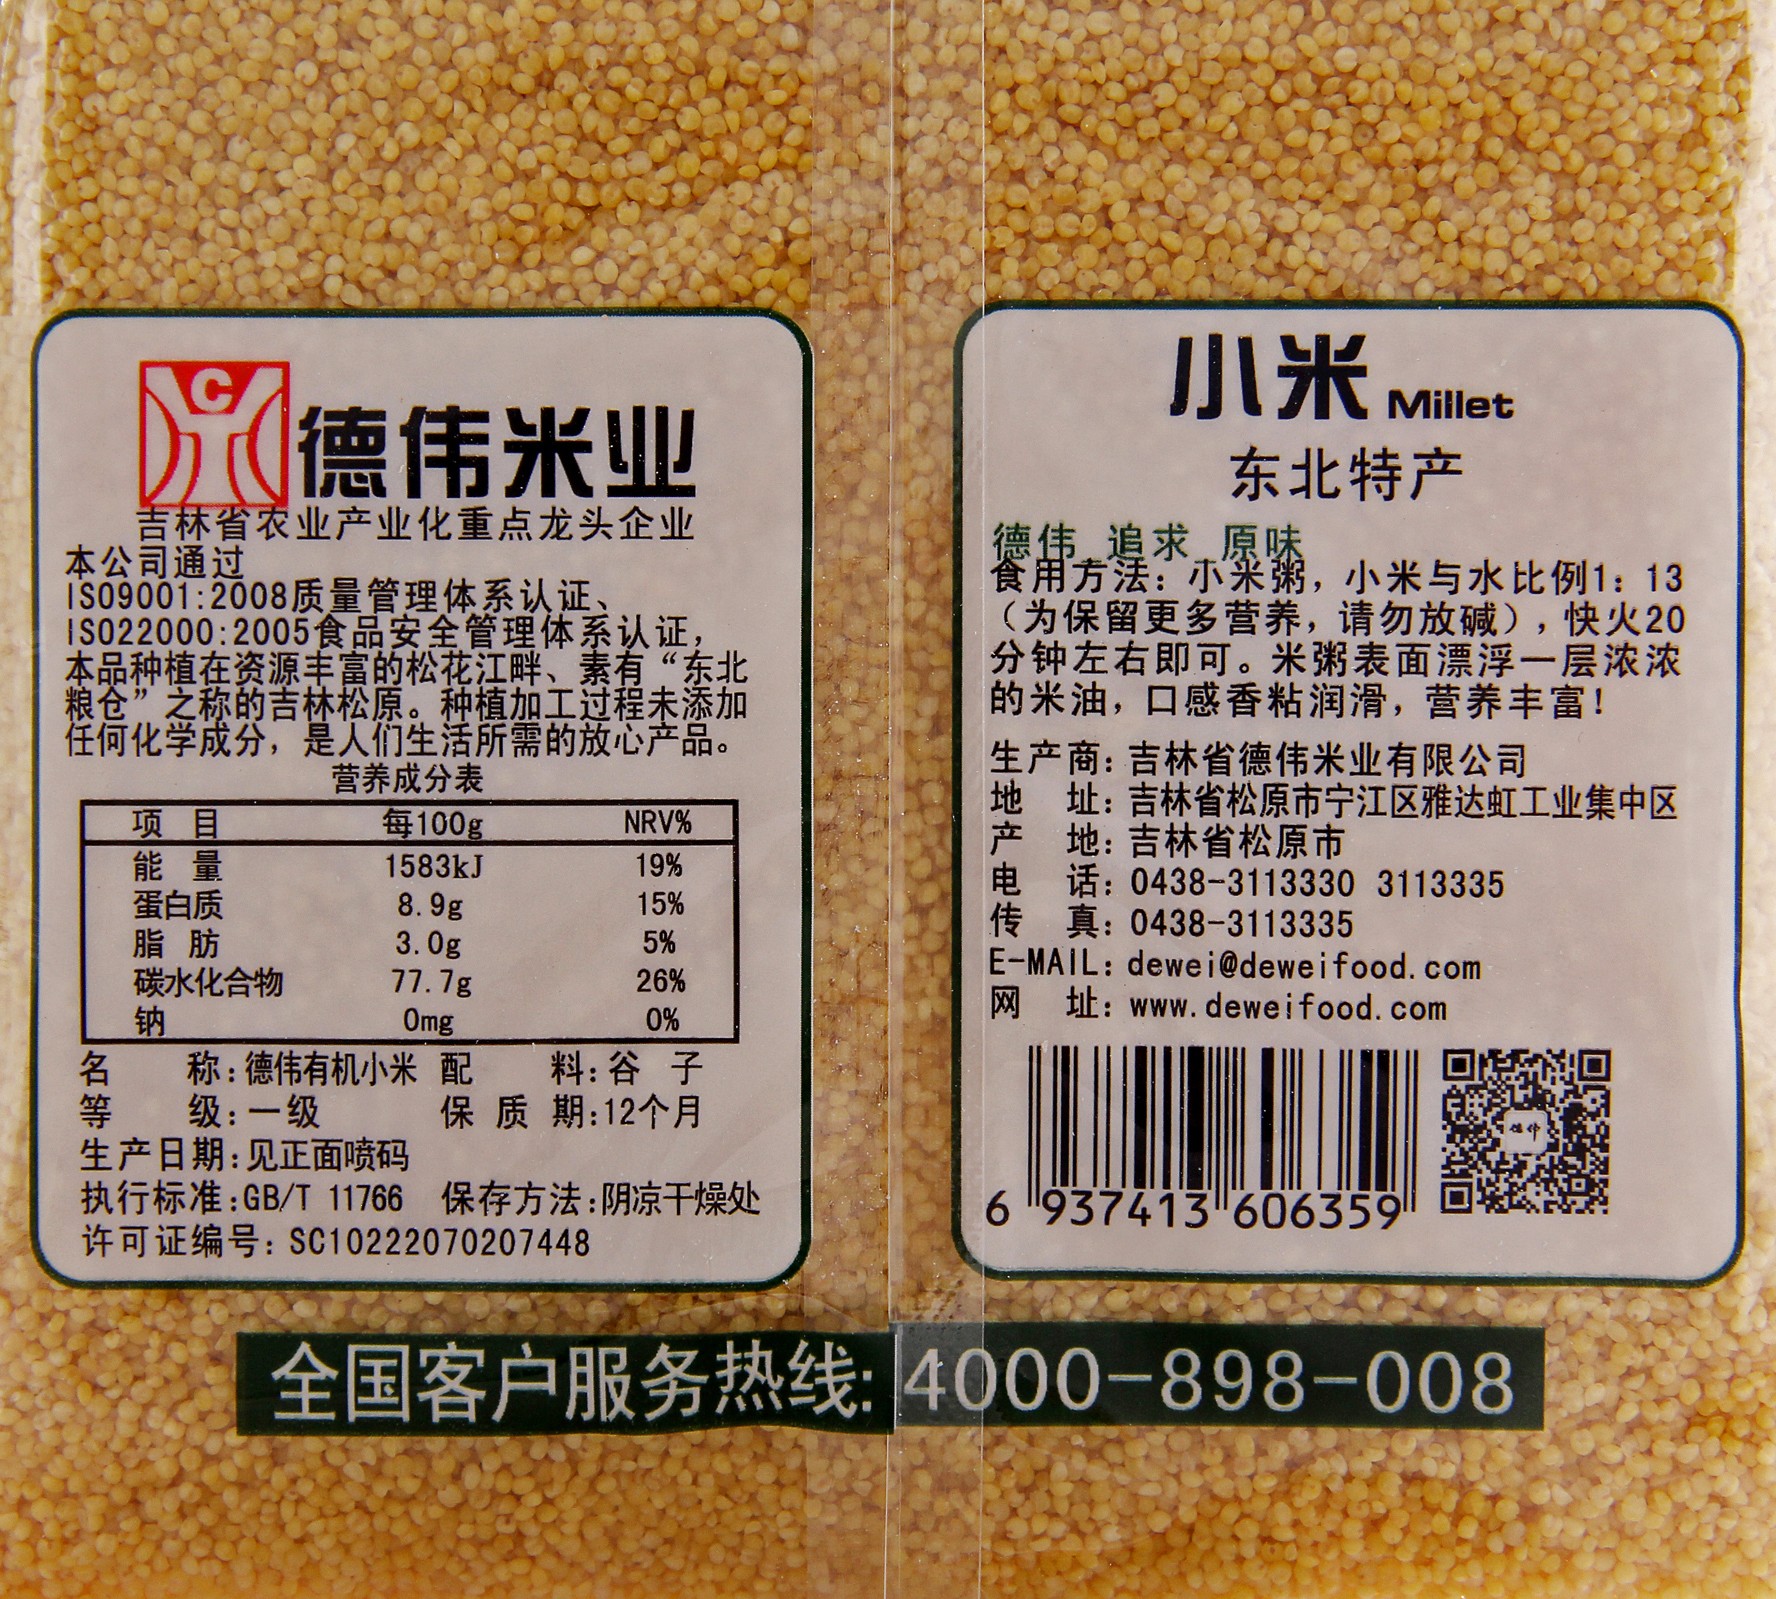 C
德伟米业
吉林省农业产业化重点龙头企业
本公司通过
ISO9001:2008质量管理体系认证、
ISO22000:2005食品安全管理体系认证，
本品种植在资源丰富的松花江畔、素有“东北
粮仓”之称的吉林松原。种植加工过程未添加
任何化学成分，是人们生活所需的放心产品。
营养成分表
项 目 每100g NRV%
能 量 1583kJ 19%
蛋白质 8.9g 15%
脂 肪 3.0g 5%
碳水化合物 77.7g 26%
钠 0mg 0%
名 称:德伟有机小米 配 料:谷 子
等 级:一级 保 质 期:12个月
生产日期:见正面喷码
执行标准:GB/T 11766 保存方法:阴凉干燥处
许可证编号: SC10222070207448
小米 Millet
东北特产
德伟 追求 原味
食用方法: 小米粥, 小米与水比例1: 13
（为保留更多营养, 请勿放碱）, 快火20
分钟左右即可。米粥表面漂浮一层浓浓
的米油, 口感香粘润滑, 营养丰富!
生产商: 吉林省德伟米业有限公司
地 址: 吉林省松原市宁江区雅达虹工业集中区
产 地: 吉林省松原市
电 话: 0438-3113330 3113335
传 真: 0438-3113335
E-MAIL: dewei@deweifood.com
网 址: www.deweifood.com
6 937413 606359
德伟
全国客户服务热线: 4000-898-008